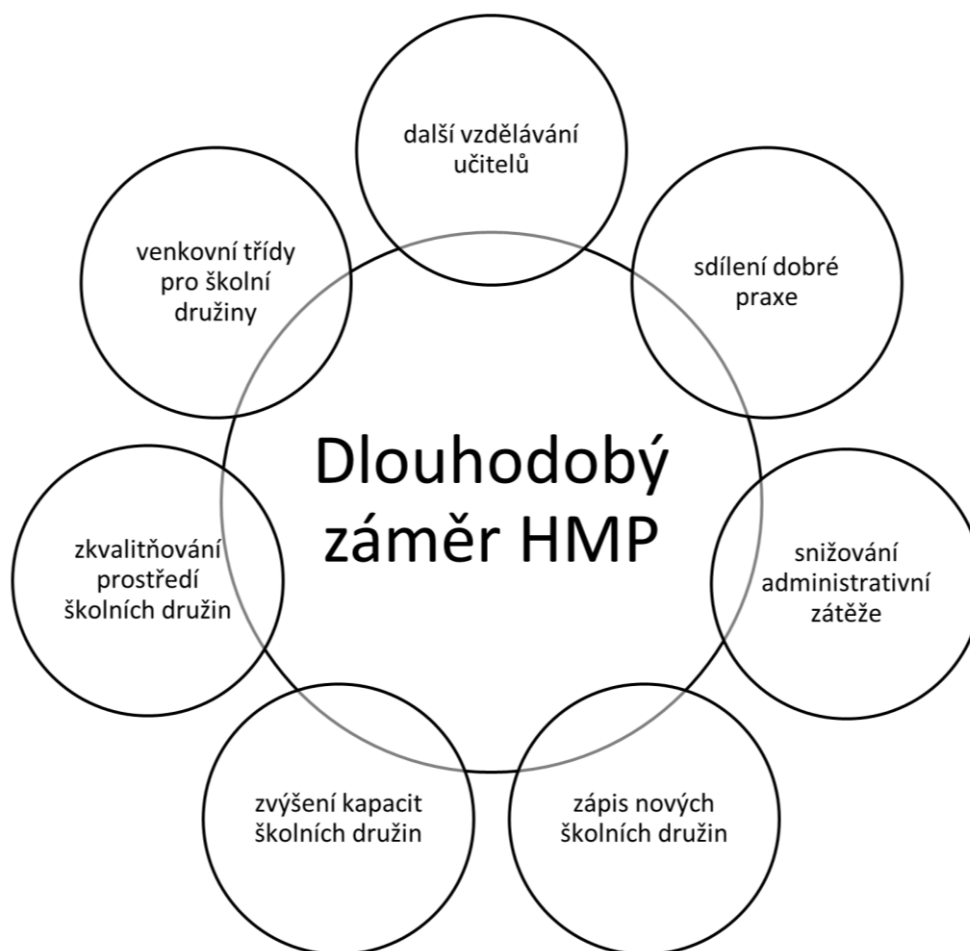 další vzdělávání
učitelů
sdílení dobré
praxe
snižování
administrativní
zátěže
zápis nových
školních družin
zvýšení kapacit
školních družin
zkvalitňování
prostředí
školních družin
venkovní třídy
pro školní
družiny
Dlouhodobý
záměr HMP